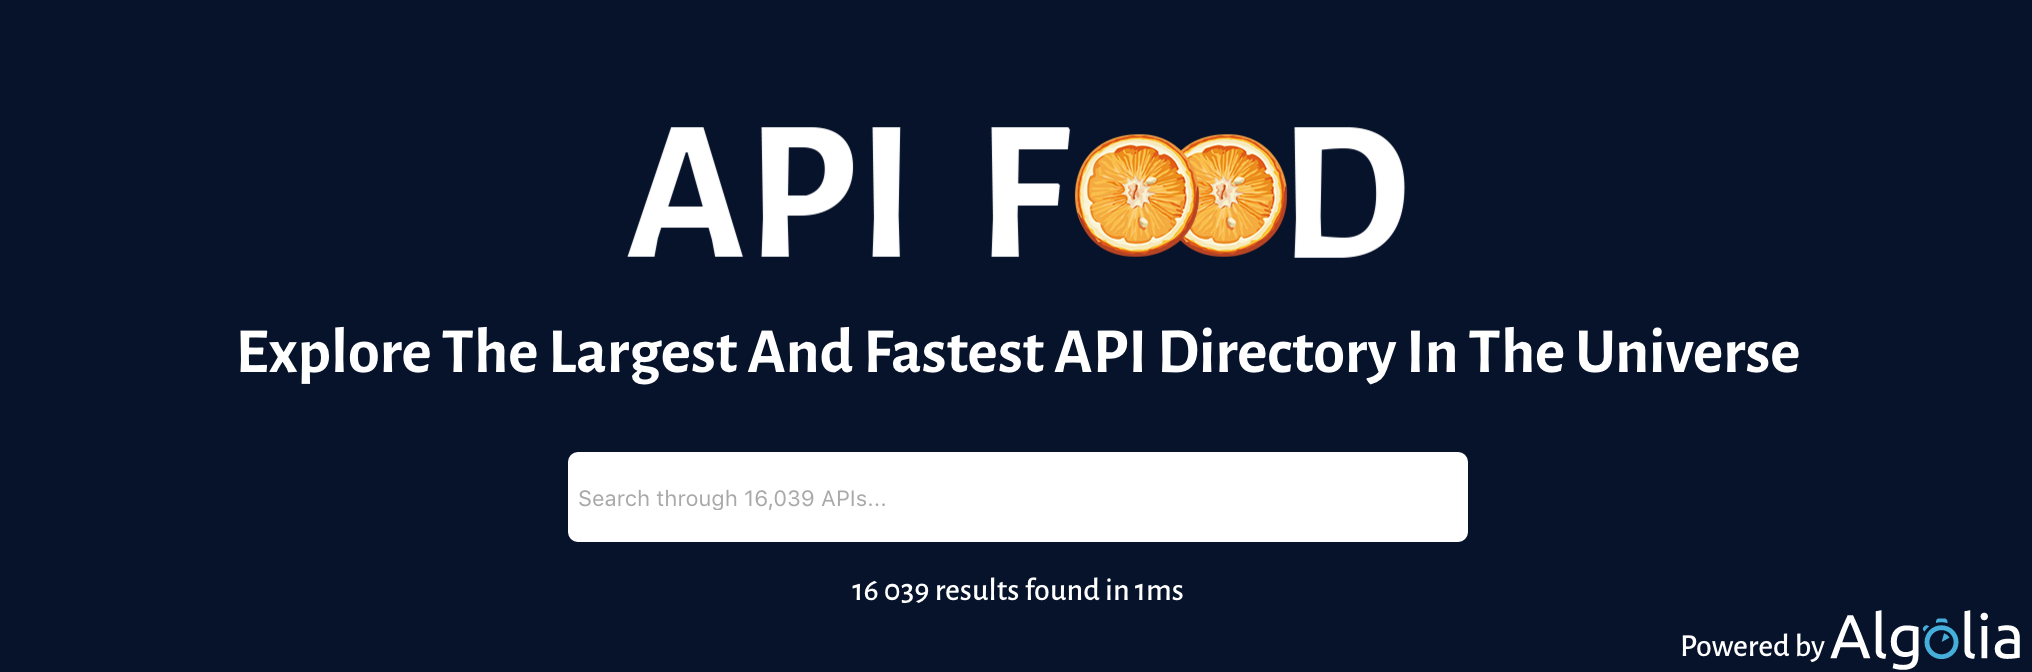 API FOOD
Explore The Largest And Fastest API Directory In The Universe
Search through 16,039 APIs...
16 039 results found in 1ms
Powered by Algolia